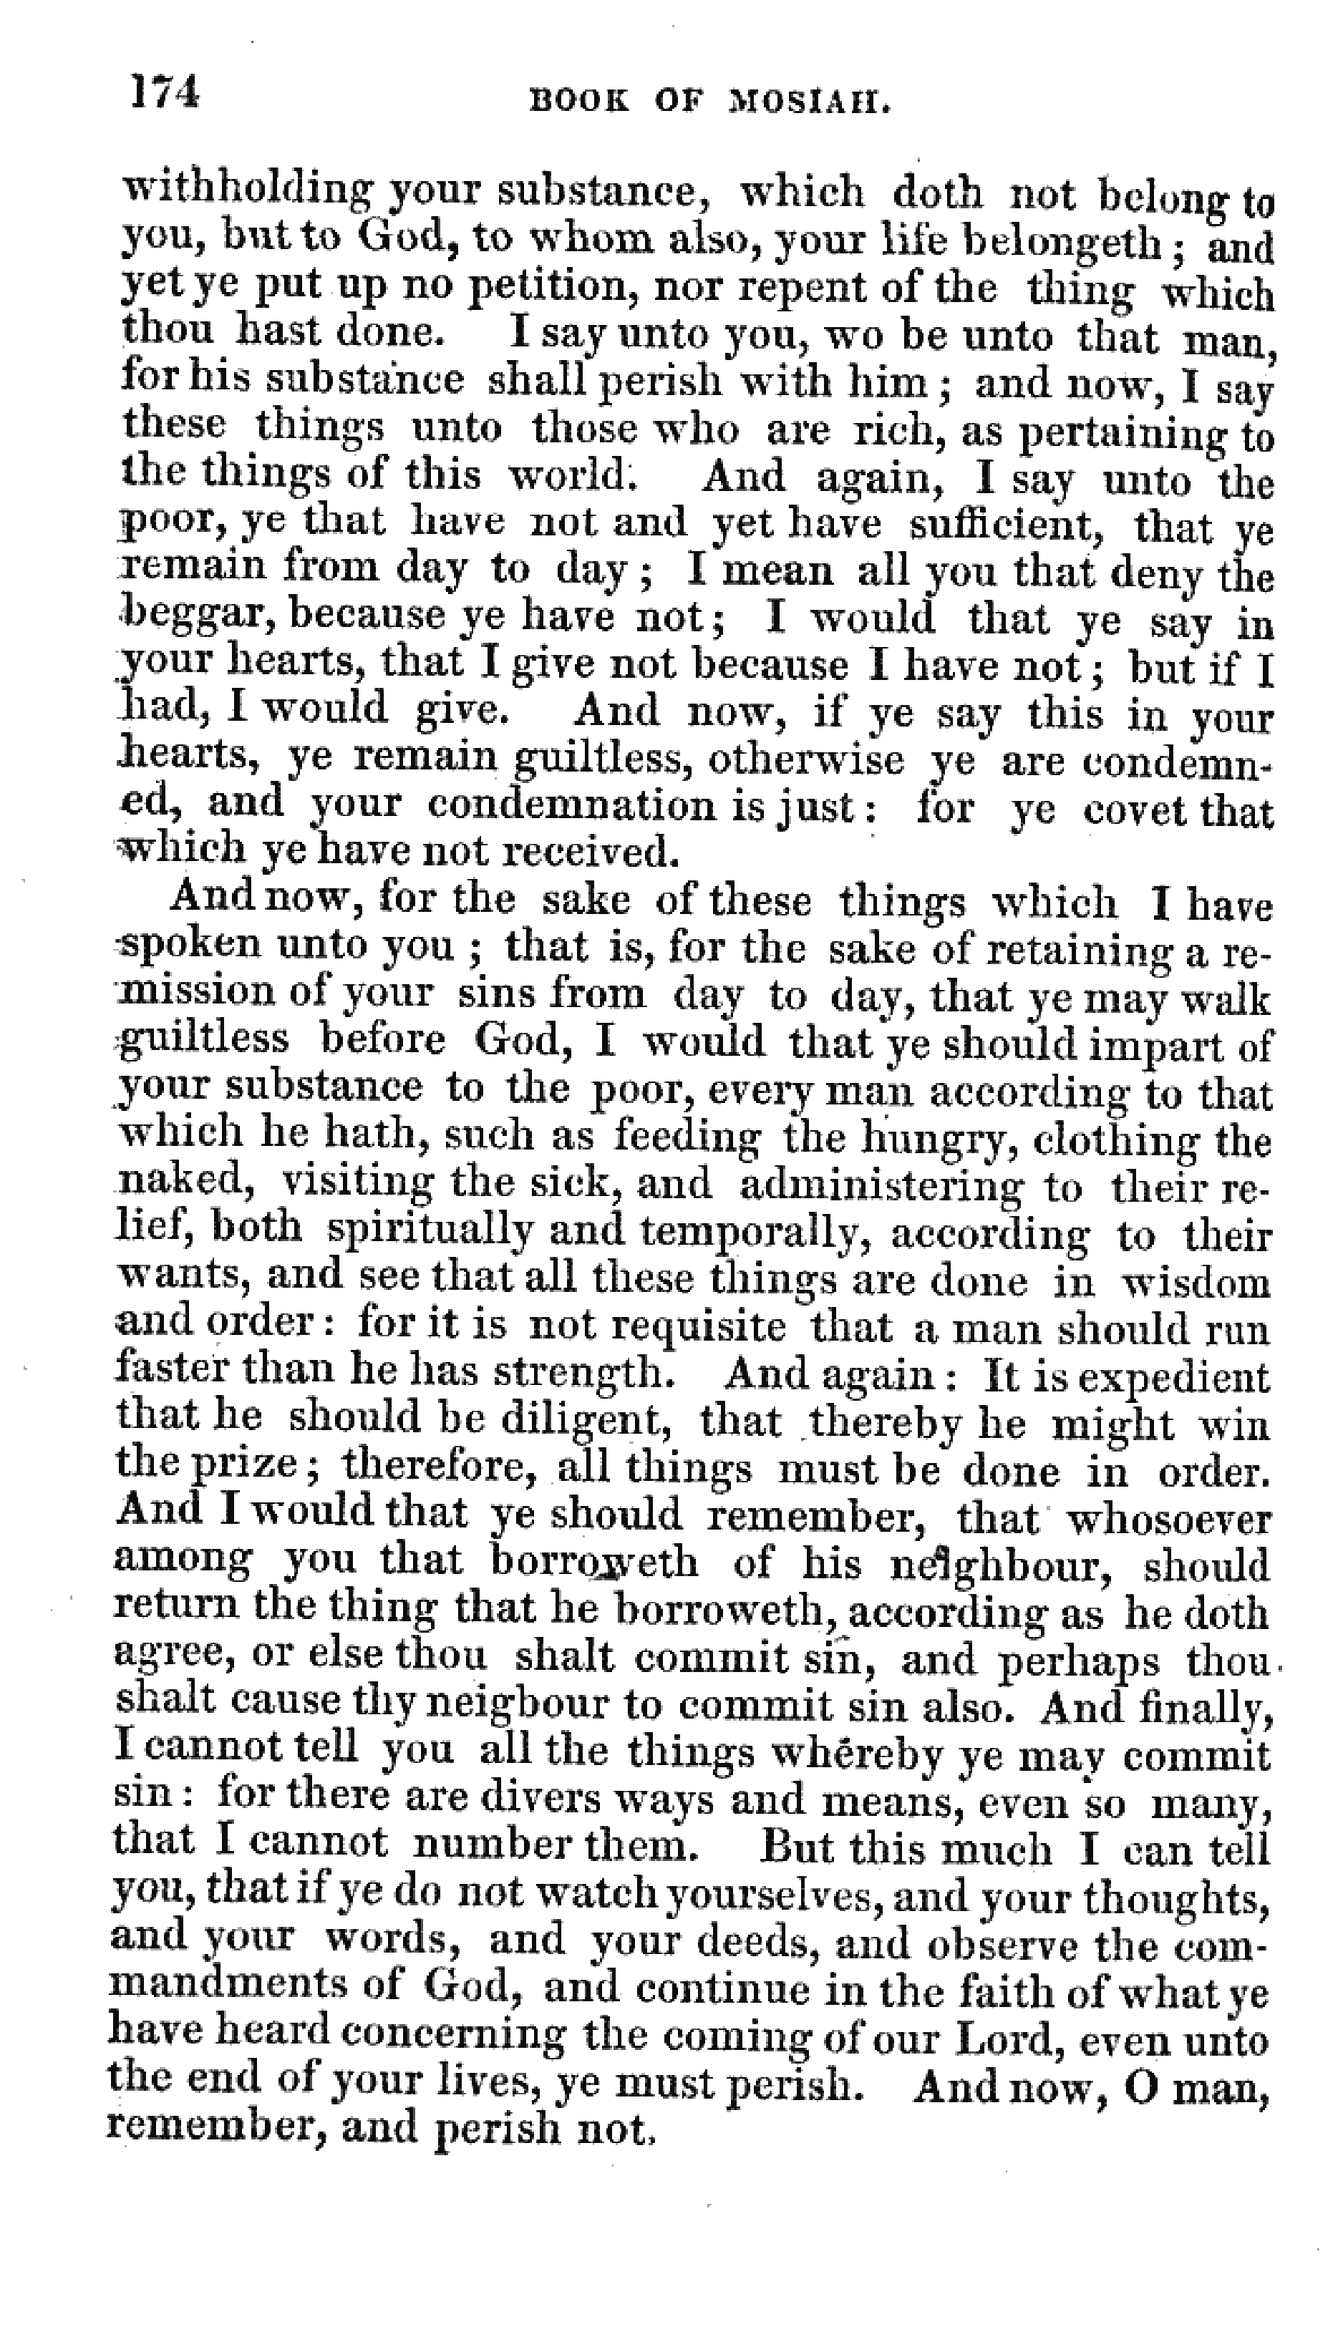 174 BOOK OF MOSIAH.
withholding your substance, which doth not belong to
you, but to God, to whom also, your life belongeth; and
yet ye put up no petition, nor repent of the thing which
thou hast done. I say unto you, wo be unto that man,
for his substance shall perish with him; and now, I say
these things unto those who are rich, as pertaining to
the things of this world. And again, I say unto the
poor, ye that have not and yet have sufficient, that ye
remain from day to day; I mean all you that deny the
beggar, because ye have not; I would that ye say in
your hearts, that I give not because I have not; but if I
had, I would give. And now, if ye say this in your
hearts, ye remain guiltless, otherwise ye are condemn-
ed, and your condemnation is just: for ye covet that
which ye have not received.
And now, for the sake of these things which I have
spoken unto you; that is, for the sake of retaining a re-
mission of your sins from day to day, that ye may walk
guiltless before God, I would that ye should impart of
your substance to the poor, every man according to that
which he hath, such as feeding the hungry, clothing the
naked, visiting the sick, and administering to their re-
lief, both spiritually and temporally, according to their
wants, and see that all these things are done in wisdom
and order: for it is not requisite that a man should run
faster than he has strength. And again: It is expedient
that he should be diligent, that thereby he might win
the prize; therefore, all things must be done in order.
And I would that ye should remember, that whosoever
among you that borroweth of his neighbour, should
return the thing that he borroweth, according as he doth
agree, or else thou shalt commit sin, and perhaps thou
shalt cause thy neigbour to commit sin also. And finally,
I cannot tell you all the things whereby ye may commit
sin: for there are divers ways and means, even so many,
that I cannot number them. But this much I can tell
you, that if ye do not watch yourselves, and your thoughts,
and your words, and your deeds, and observe the com-
mandments of God, and continue in the faith of what ye
have heard concerning the coming of our Lord, even unto
the end of your lives, ye must perish. And now, O man,
remember, and perish not.